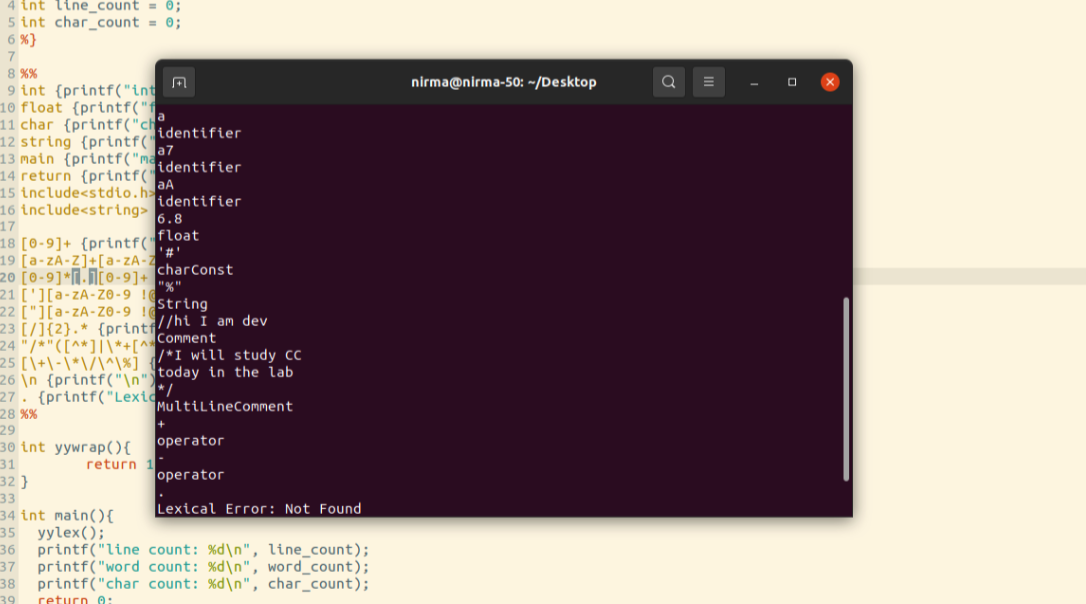 4 int line_count = 0;
5 int char_count = 0;
6 %}
7
8 %%
9 int {printf("int
10 float {printf("f
11 char {printf("ch
12 string {printf("
13 main {printf("ma
14 return {printf("
15 include<stdio.h>
16 include<string>
17
18 [0-9]+ {printf("
19 [a-zA-Z]+[a-zA-Z
20 [0-9]*[.][0-9]+
21 ['][a-zA-Z0-9 !@
22 ["][a-zA-Z0-9 !@
23 [/]{2}.* {printf
24 "/*"([^*]|\*+[^*
25 [\+\-\*\/\^\%] {
26 \n {printf("\n")
27 . {printf("Lexic
28 %%
29
30 int yywrap(){
31 return 1
32 }
33
34 int main(){
35 yylex();
36 printf("line count: %d\n", line_count);
37 printf("word count: %d\n", word_count);
38 printf("char count: %d\n", char_count);
39 return 0;
nirma@nirma-50: ~/Desktop
a
identifier
a7
identifier
aA
identifier
6.8
float
'#'
charConst
"%"
String
//hi I am dev
Comment
/*I will study CC
today in the lab
*/
MultiLineComment
+
operator
-
operator
.
Lexical Error: Not Found